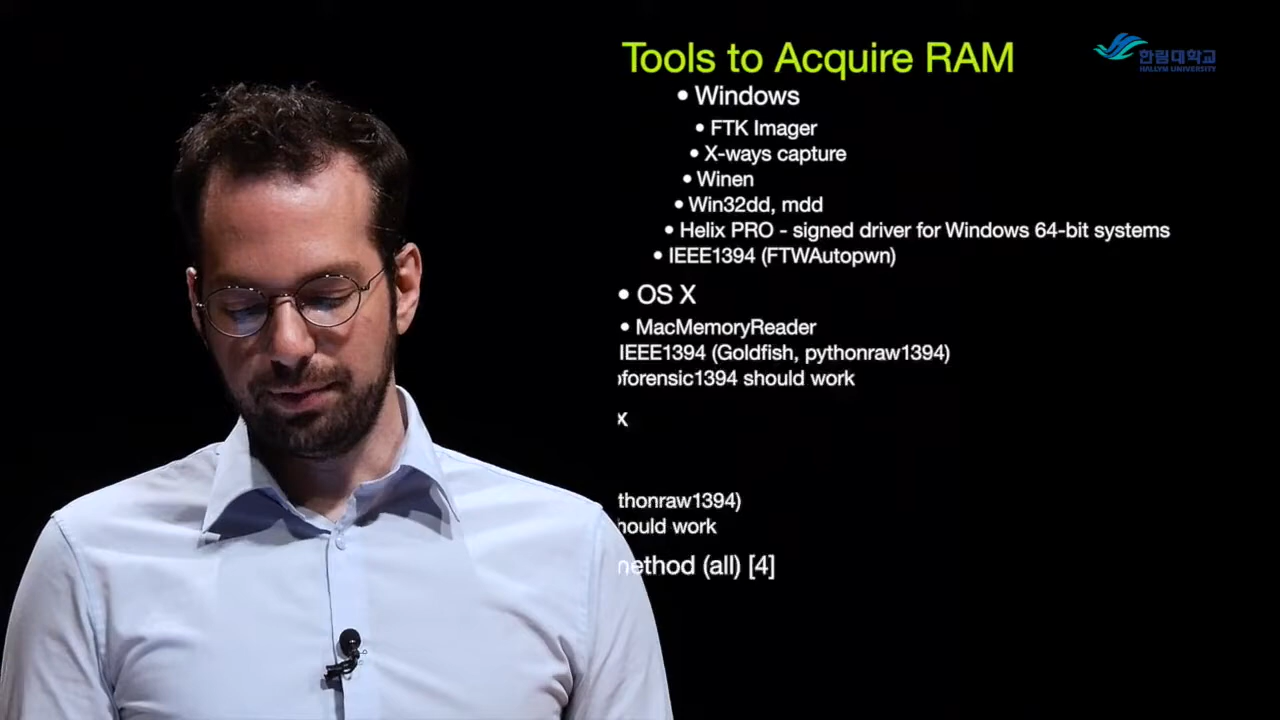 Tools to Acquire RAM
한림대학교
HALLYM UNIVERSITY
• Windows
• FTK Imager
• X-ways capture
• Winen
• Win32dd, mdd
• Helix PRO - signed driver for Windows 64-bit systems
• IEEE1394 (FTWAutopwn)
• OS X
• MacMemoryReader
IEEE1394 (Goldfish, pythonraw1394)
forensic1394 should work
x
thonraw1394)
hould work
method (all) [4]